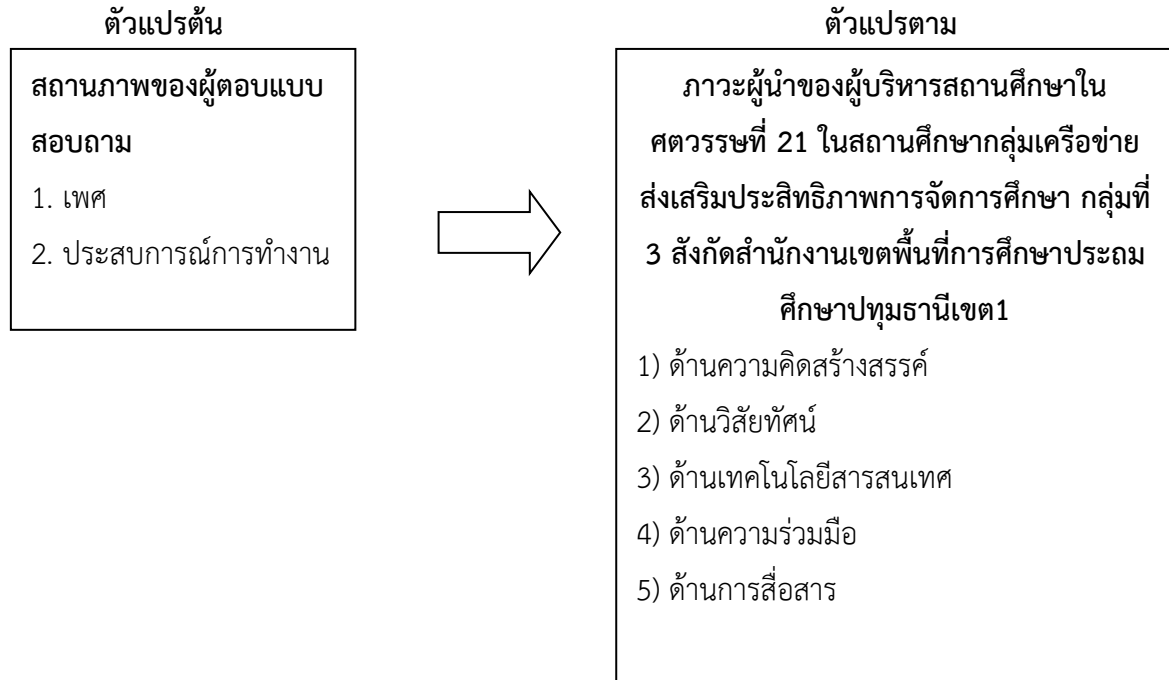 ตัวแปรต้น
สถานภาพของผู้ตอบแบบ
สอบถาม
1. เพศ
2. ประสบการณ์การทำงาน
ตัวแปรตาม
ภาวะผู้นำของผู้บริหารสถานศึกษาใน
ศตวรรษที่ 21 ในสถานศึกษากลุ่มเครือข่าย
ส่งเสริมประสิทธิภาพการจัดการศึกษา กลุ่มที่
3 สังกัดสำนักงานเขตพื้นที่การศึกษาประถม
ศึกษาปทุมธานีเขต1
1) ด้านความคิดสร้างสรรค์
2) ด้านวิสัยทัศน์
3) ด้านเทคโนโลยีสารสนเทศ
4) ด้านความร่วมมือ
5) ด้านการสื่อสาร